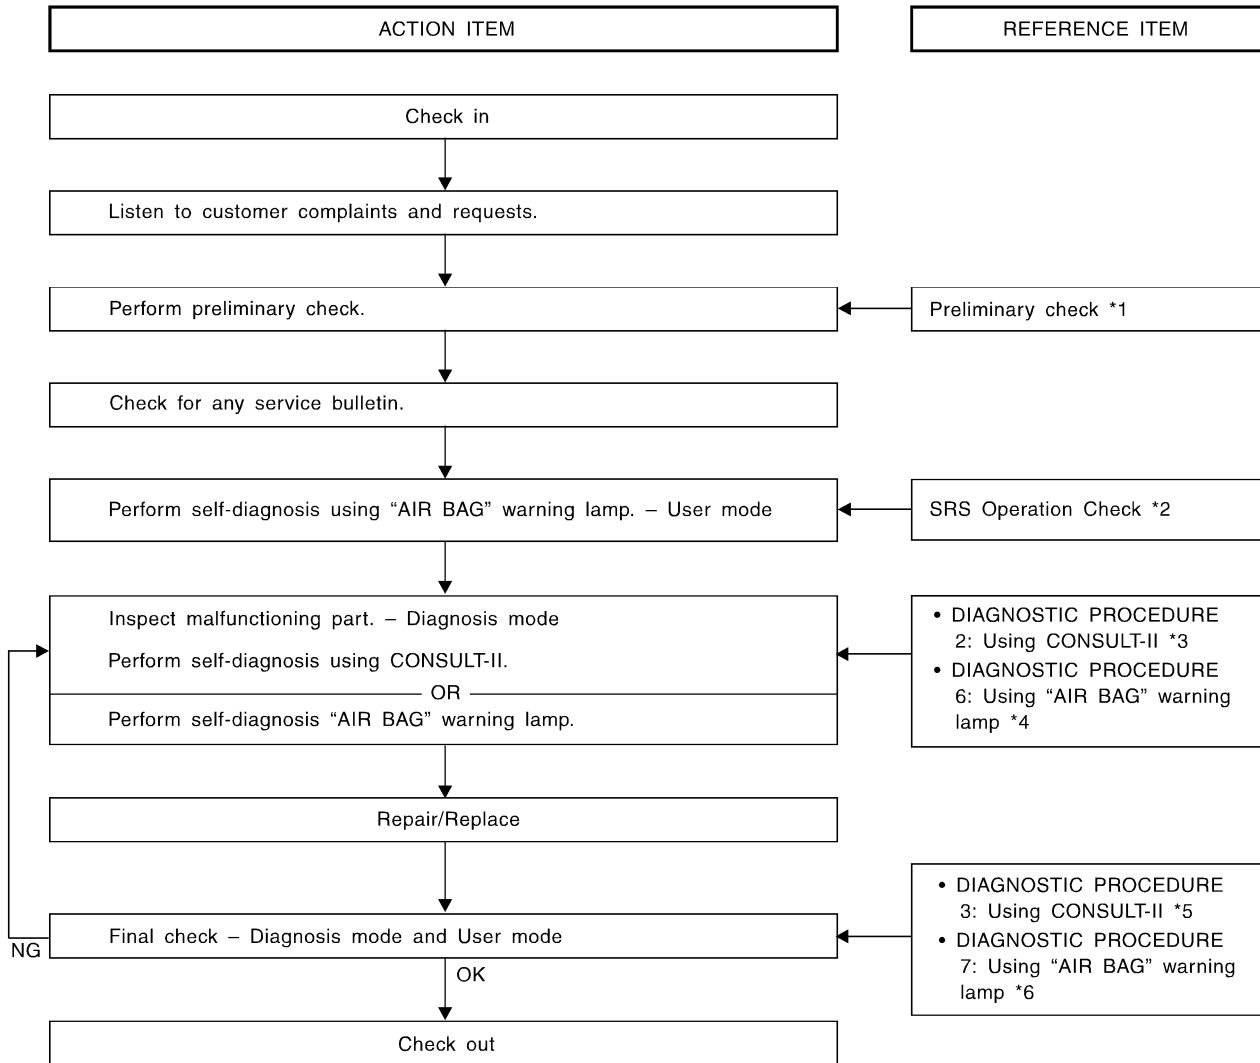 ACTION ITEM
REFERENCE ITEM
Check in
Listen to customer complaints and requests.
Perform preliminary check.
Preliminary check *1
Check for any service bulletin.
Perform self-diagnosis using “AIR BAG” warning lamp. – User mode
SRS Operation Check *2
Inspect malfunctioning part. – Diagnosis mode
Perform self-diagnosis using CONSULT-II.
OR
Perform self-diagnosis “AIR BAG” warning lamp.
• DIAGNOSTIC PROCEDURE
2: Using CONSULT-II *3
• DIAGNOSTIC PROCEDURE
6: Using “AIR BAG” warning
lamp *4
Repair/Replace
Final check – Diagnosis mode and User mode
• DIAGNOSTIC PROCEDURE
3: Using CONSULT-II *5
• DIAGNOSTIC PROCEDURE
7: Using “AIR BAG” warning
lamp *6
NG
OK
Check out